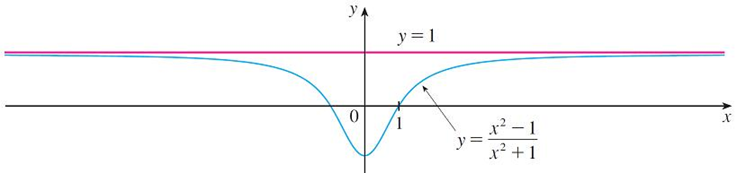 y
y = 1
0
1
x
y = x² − 1 / x² + 1